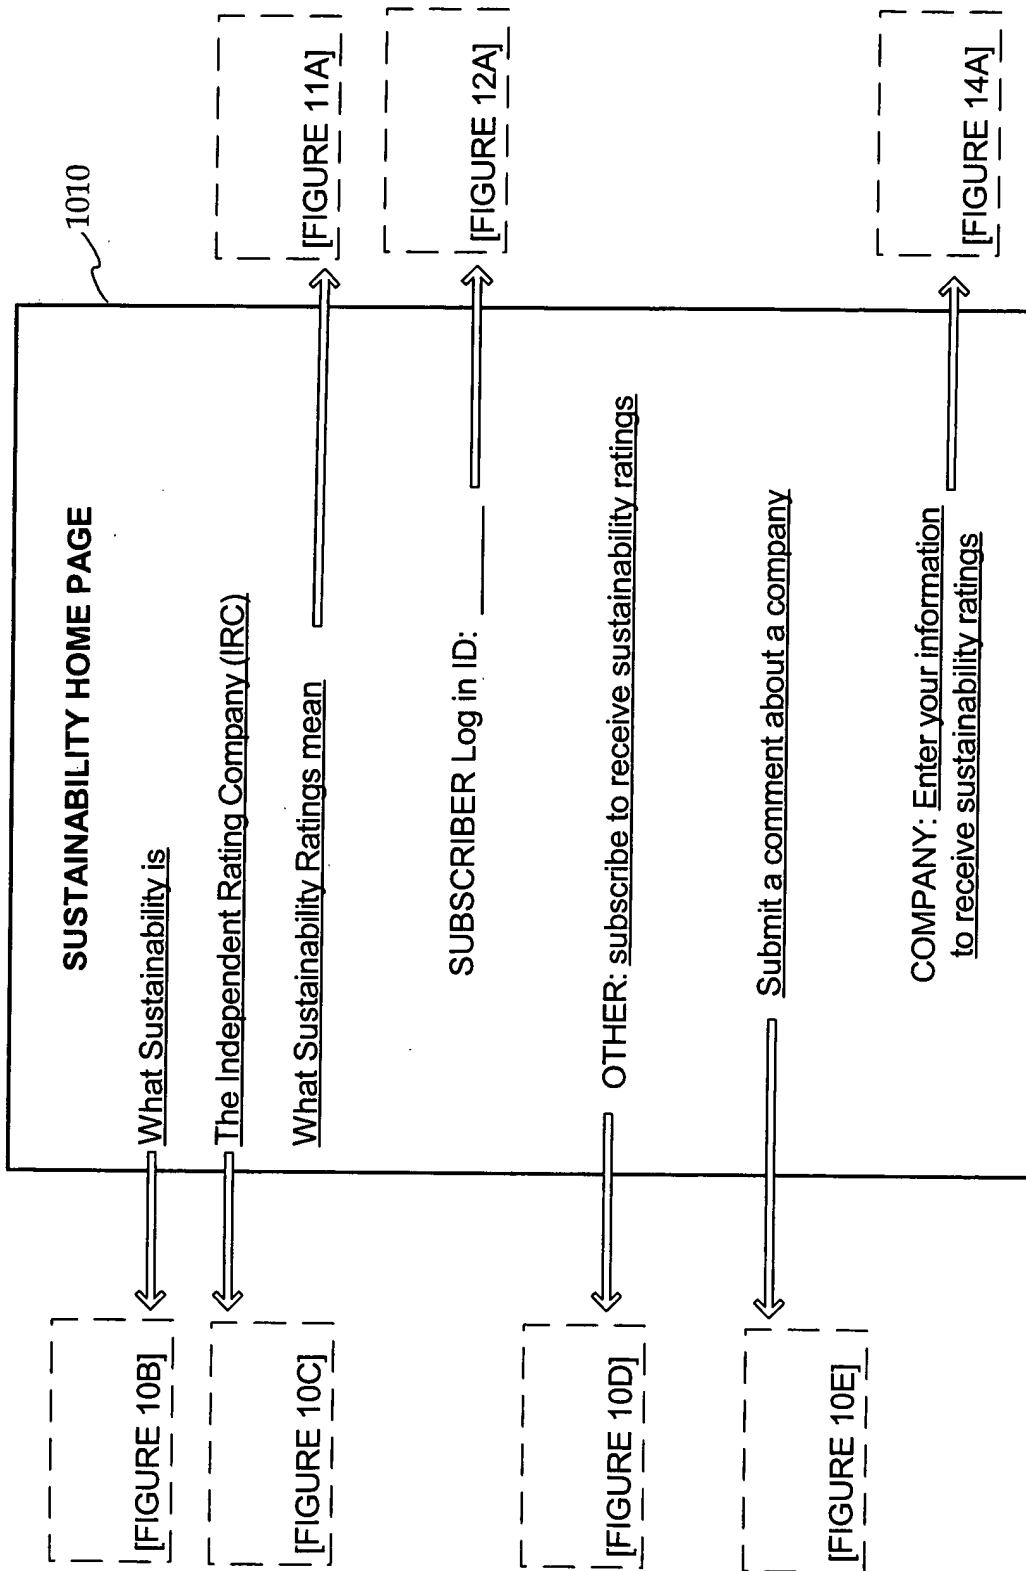 1010
SUSTAINABILITY HOME PAGE
What Sustainability is
[FIGURE 10B]
The Independent Rating Company (IRC)
[FIGURE 10C]
What Sustainability Ratings mean
[FIGURE 11A]
SUBSCRIBER Log in ID:
[FIGURE 12A]
OTHER: subscribe to receive sustainability ratings
[FIGURE 10D]
Submit a comment about a company
[FIGURE 10E]
COMPANY: Enter your information
to receive sustainability ratings
[FIGURE 14A]